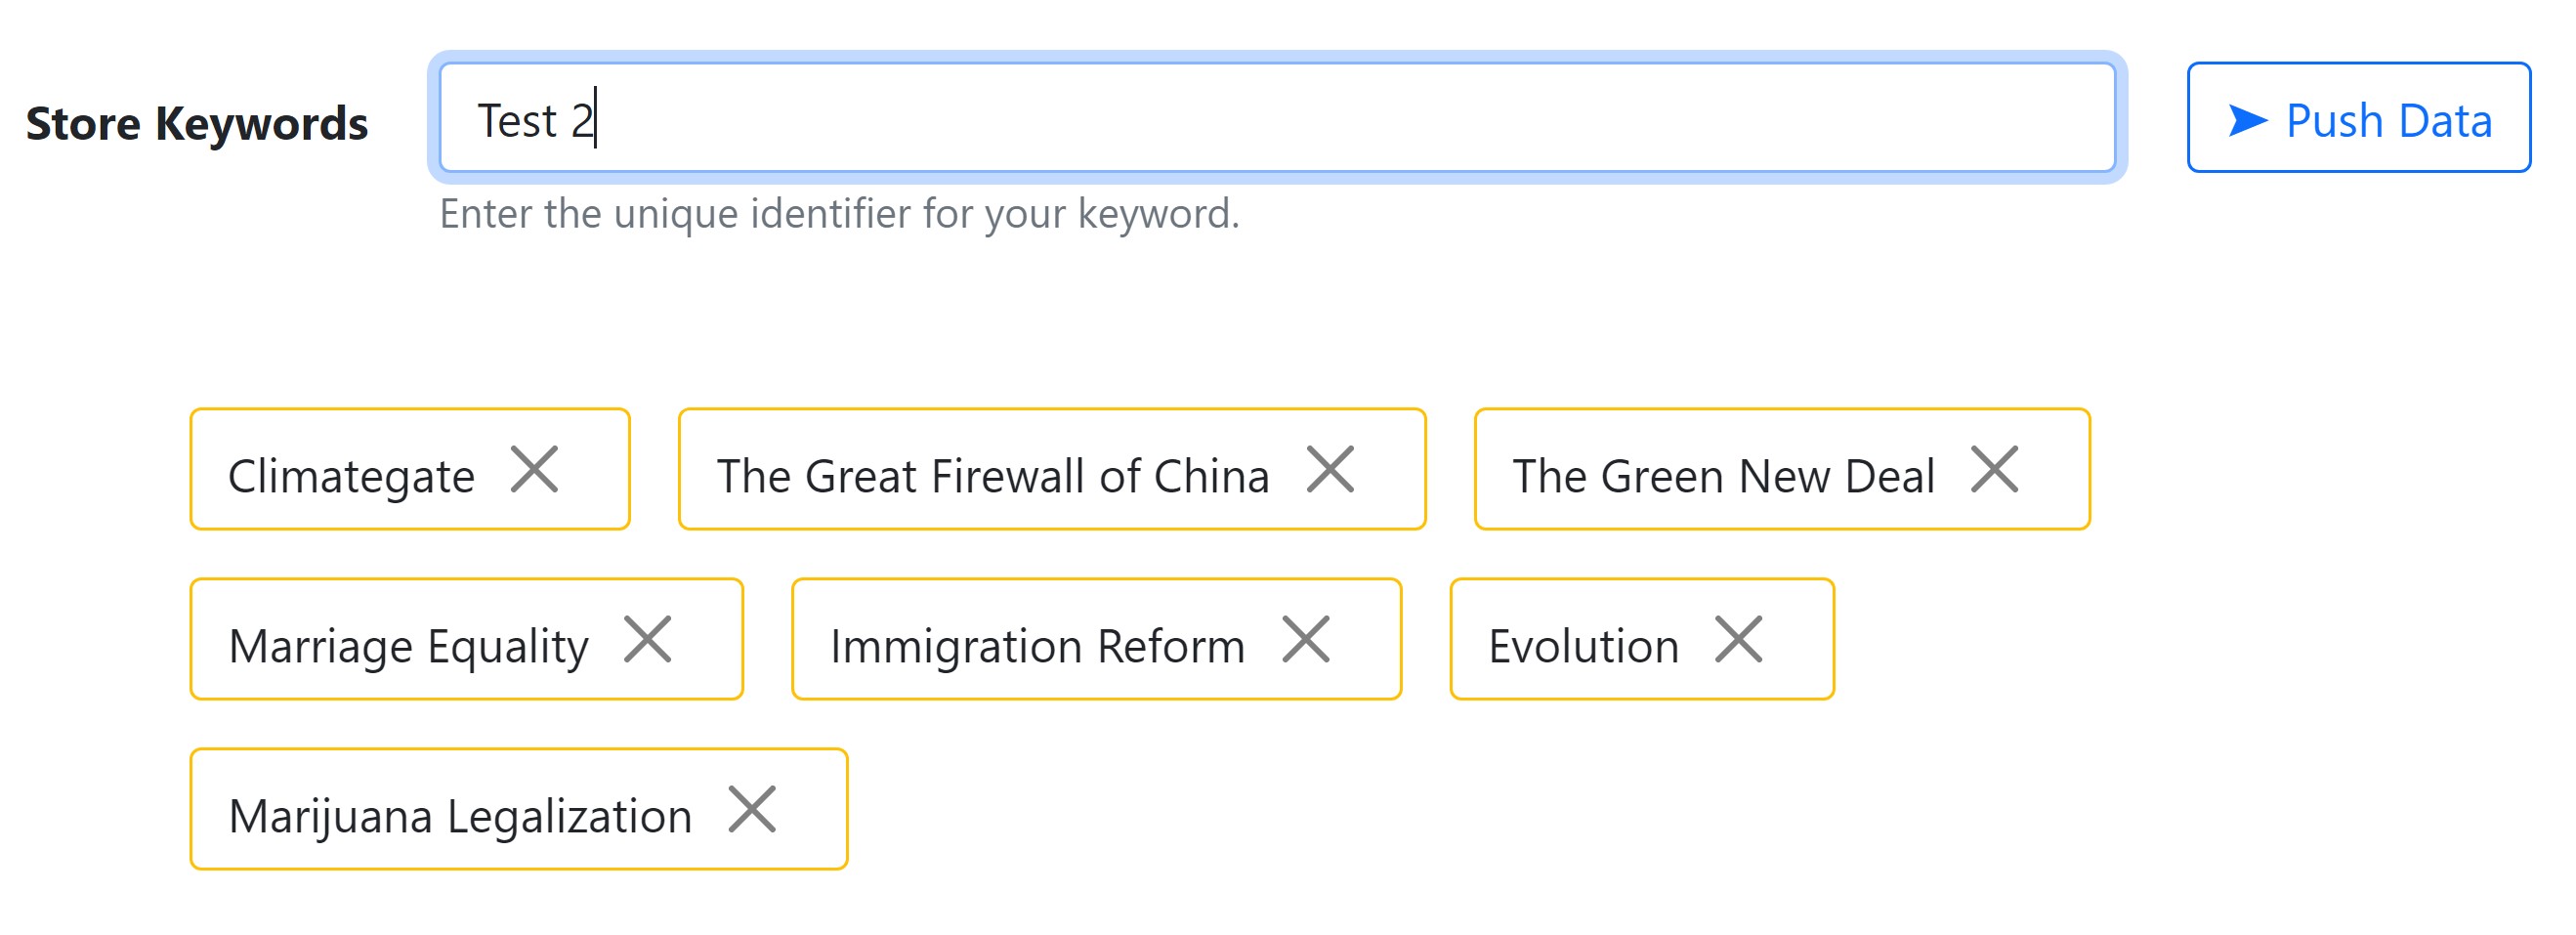 Store Keywords Test 2 Push Data
Enter the unique identifier for your keyword.
Climategate The Great Firewall of China The Green New Deal
Marriage Equality Immigration Reform Evolution
Marijuana Legalization